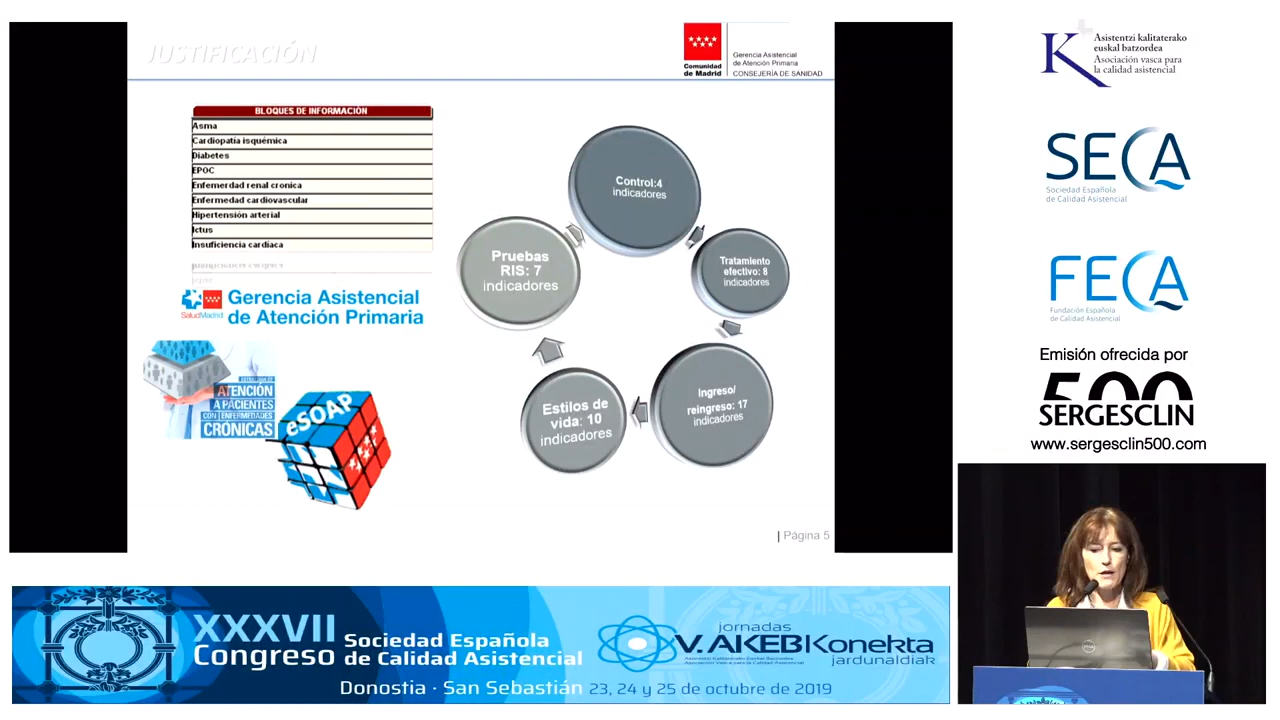 JUSTIFICACIÓN
Comunidad
de Madrid
Gerencia Asistencial
de Atención Primaria
CONSEJERÍA DE SANIDAD
BLOQUES DE INFORMACIÓN
Asma
Cardiopatía isquémica
Diabetes
EPOC
Enfemerdad renal cronica
Enfermedad cardiovascular
Hipertensión arterial
Ictus
Insuficiencia cardíaca
SaludMadrid
Gerencia Asistencial
de Atención Primaria
ATENCIÓN
A PACIENTES
CON ENFERMEDADES
CRÓNICAS
eSOAP
Control:4
indicadores
Tratamiento
efectivo: 8
indicadores
Ingreso/
reingreso: 17
indicadores
Estilos de
vida: 10
indicadores
Pruebas
RIS: 7
indicadores
| Página 5
K
Asistentzi kalitaterako
euskal batzordea
Asociación vasca para
la calidad asistencial
SECA
Sociedad Española
de Calidad Asistencial
FECA
Fundación Española
de Calidad Asistencial
Emisión ofrecida por
500
SERGESCLIN
www.sergesclin500.com
DELL
XXXVII
Congreso
Sociedad Española
de Calidad Asistencial
Donostia · San Sebastián 23, 24 y 25 de octubre de 2019
jornadas
V.AKEBKonekta
jardunaldiak